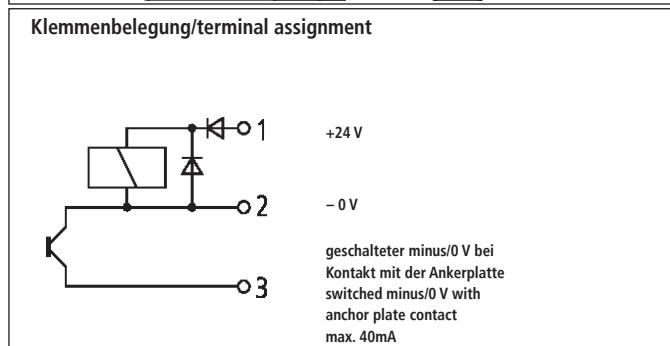 Klemmenbelegung/terminal assignment
1 +24 V
2 – 0 V
3 geschalteter minus/0 V bei
Kontakt mit der Ankerplatte
switched minus/0 V with
anchor plate contact
max. 40mA